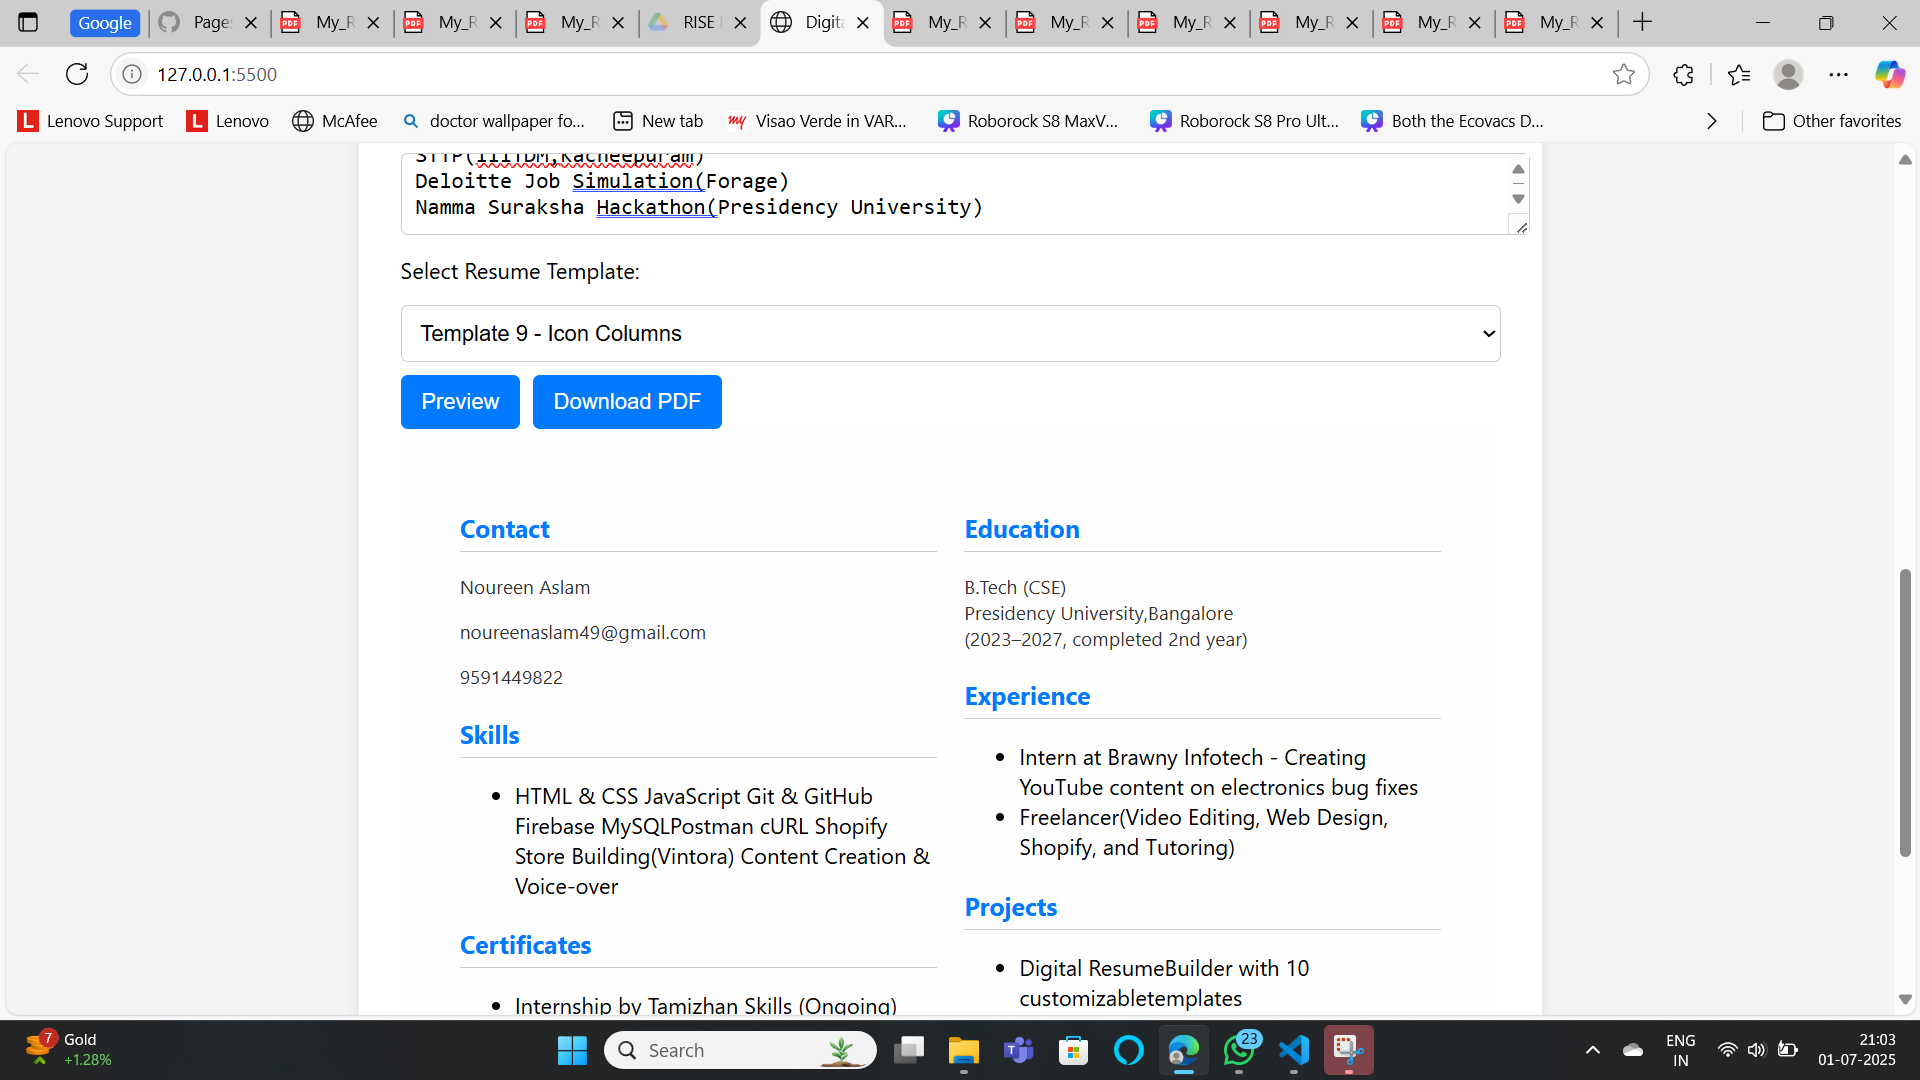 Google
Page
My_R
My_R
My_R
RISE
Digit
My_R
My_R
My_R
My_R
My_R
My_R
127.0.0.1:5500
Lenovo Support
Lenovo
McAfee
doctor wallpaper fo...
New tab
Visao Verde in VAR...
Roborock S8 MaxV...
Roborock S8 Pro Ult...
Both the Ecovacs D...
Other favorites
STTP(IIITDM,Kacheepuram)
Deloitte Job Simulation(Forage)
Namma Suraksha Hackathon(Presidency University)
Select Resume Template:
Template 9 - Icon Columns
Preview
Download PDF
Contact
Noureen Aslam
noureenaslam49@gmail.com
9591449822
Skills
HTML & CSS JavaScript Git & GitHub
Firebase MySQLPostman cURL Shopify
Store Building(Vintora) Content Creation &
Voice-over
Certificates
Internship by Tamizhan Skills (Ongoing)
Education
B.Tech (CSE)
Presidency University,Bangalore
(2023–2027, completed 2nd year)
Experience
Intern at Brawny Infotech - Creating
YouTube content on electronics bug fixes
Freelancer(Video Editing, Web Design,
Shopify, and Tutoring)
Projects
Digital ResumeBuilder with 10
customizabletemplates
7
Gold
+1.28%
Search
23
ENG
IN
21:03
01-07-2025